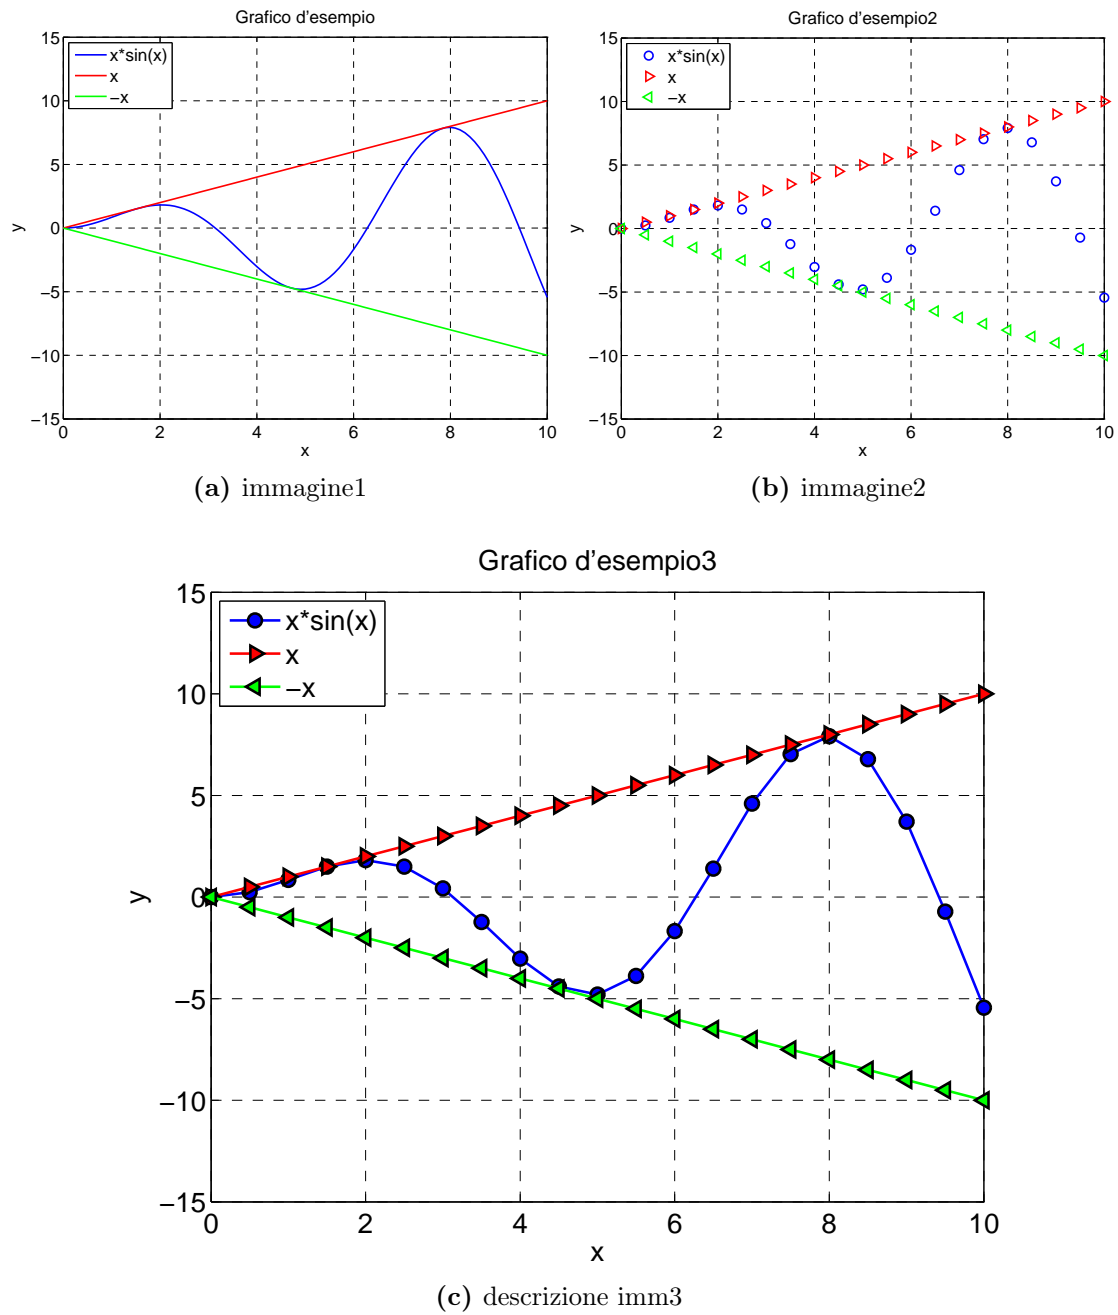 Grafico d'esempio
15
10
5
0
−5
−10
−15
0 2 4 6 8 10
x
y
x*sin(x)
x
−x
(a) immagine1
Grafico d'esempio2
15
10
5
0
−5
−10
−15
0 2 4 6 8 10
x
y
x*sin(x)
x
−x
(b) immagine2
Grafico d'esempio3
15
10
5
0
−5
−10
−15
0 2 4 6 8 10
x
y
x*sin(x)
x
−x
(c) descrizione imm3